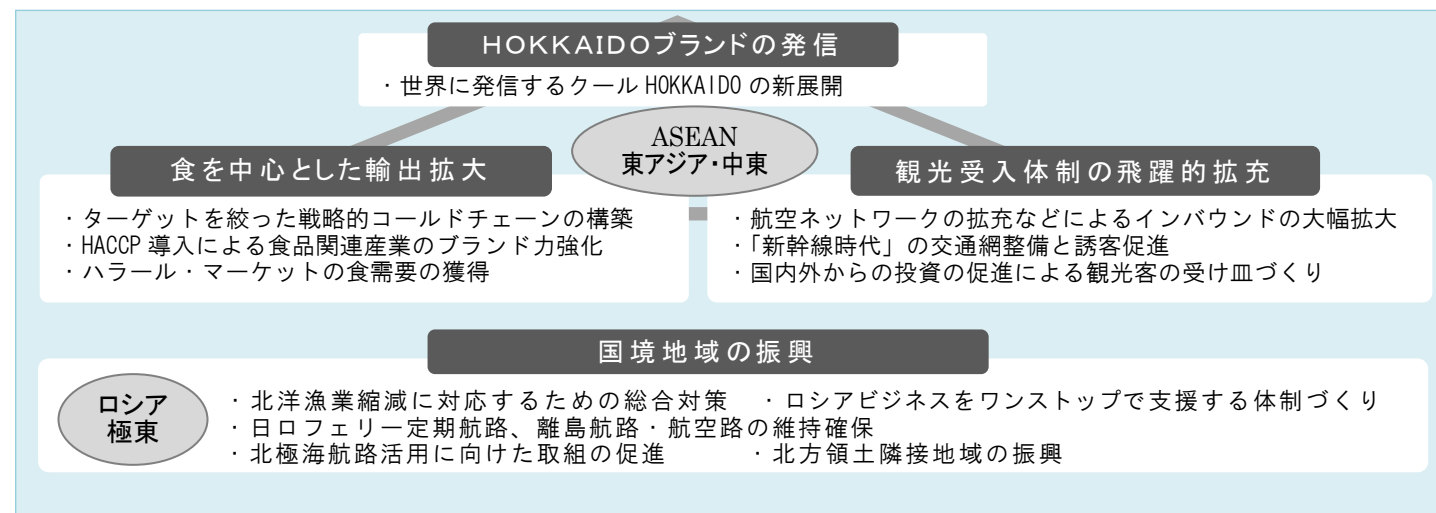 HOKKAIDOブランドの発信
・世界に発信するクール HOKKAIDO の新展開
ASEAN
東アジア・中東
食を中心とした輸出拡大
・ターゲットを絞った戦略的コールドチェーンの構築
・HACCP 導入による食品関連産業のブランド力強化
・ハラール・マーケットの食需要の獲得
観光受入体制の飛躍的拡充
・航空ネットワークの拡充などによるインバウンドの大幅拡大
・「新幹線時代」の交通網整備と誘客促進
・国内外からの投資の促進による観光客の受け皿づくり
国境地域の振興
ロシア
極東
・北洋漁業縮減に対応するための総合対策 ・ロシアビジネスをワンストップで支援する体制づくり
・日ロフェリー定期航路、離島航路・航空路の維持確保
・北極海航路活用に向けた取組の促進 ・北方領土隣接地域の振興